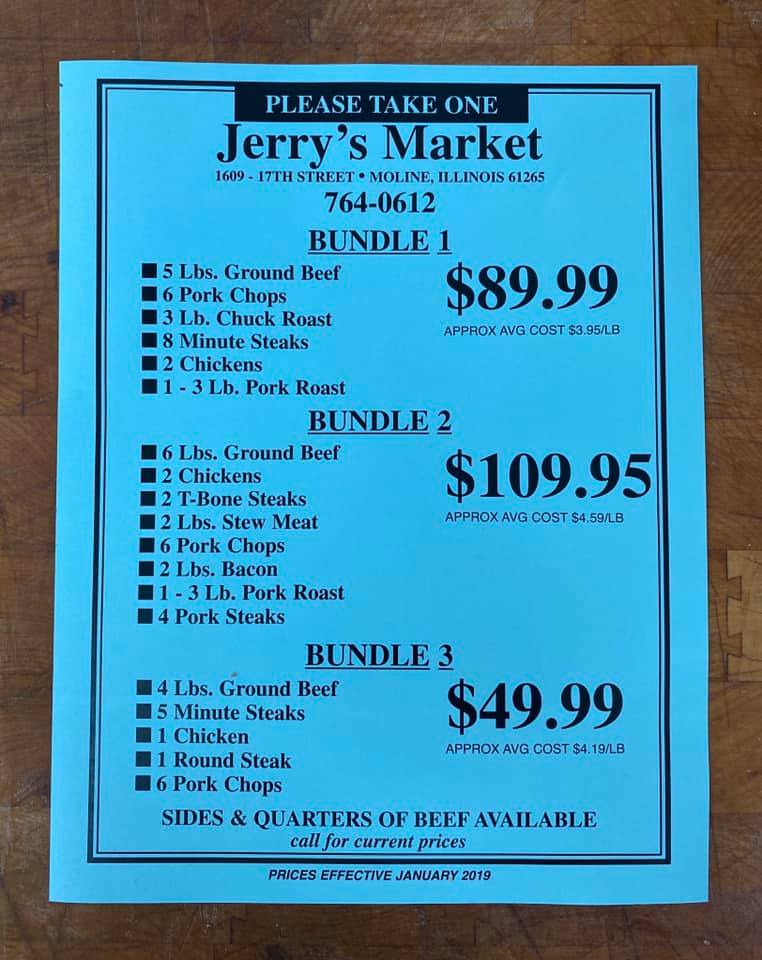 PLEASE TAKE ONE
Jerry's Market
1609 - 17TH STREET • MOLINE, ILLINOIS 61265
764-0612
BUNDLE 1
■ 5 Lbs. Ground Beef
■ 6 Pork Chops
■ 3 Lb. Chuck Roast
■ 8 Minute Steaks
■ 2 Chickens
■ 1 - 3 Lb. Pork Roast
$89.99
APPROX AVG COST $3.95/LB
BUNDLE 2
■ 6 Lbs. Ground Beef
■ 2 Chickens
■ 2 T-Bone Steaks
■ 2 Lbs. Stew Meat
■ 6 Pork Chops
■ 2 Lbs. Bacon
■ 1 - 3 Lb. Pork Roast
■ 4 Pork Steaks
$109.95
APPROX AVG COST $4.59/LB
BUNDLE 3
■ 4 Lbs. Ground Beef
■ 5 Minute Steaks
■ 1 Chicken
■ 1 Round Steak
■ 6 Pork Chops
$49.99
APPROX AVG COST $4.19/LB
SIDES & QUARTERS OF BEEF AVAILABLE
call for current prices
PRICES EFFECTIVE JANUARY 2019